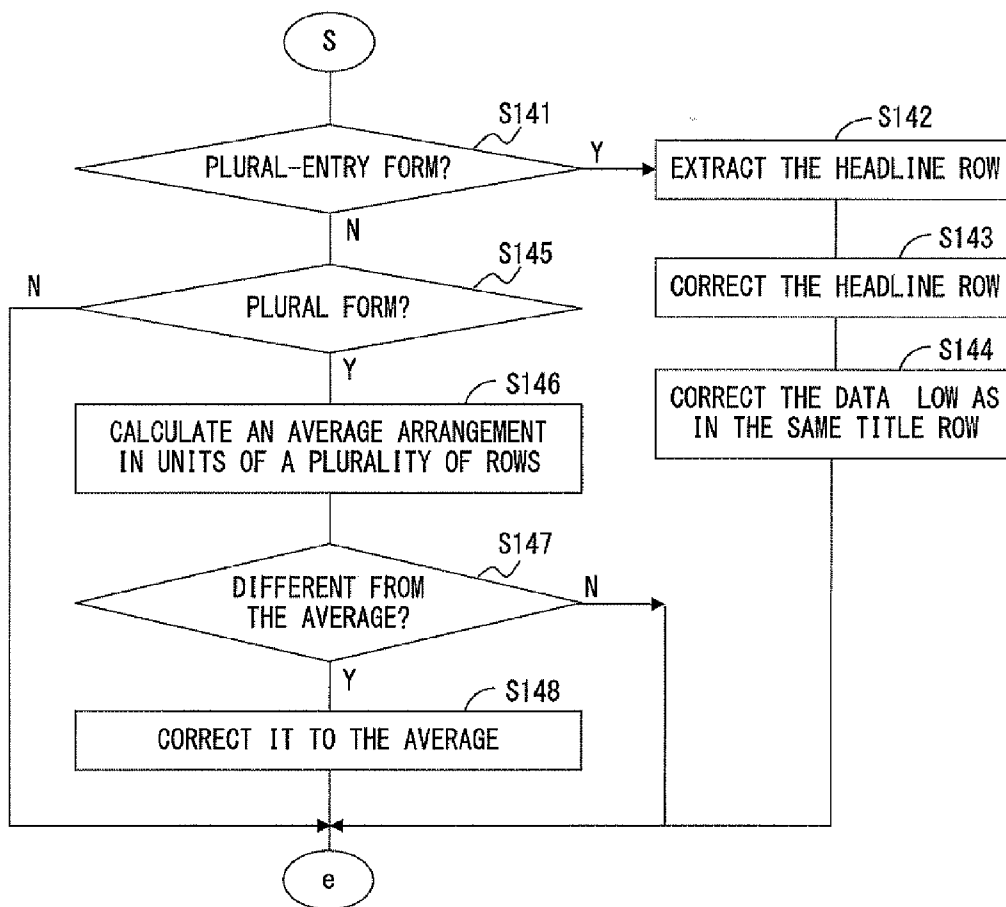 S
S141
PLURAL-ENTRY FORM?
Y
N
S142
EXTRACT THE HEADLINE ROW
S143
CORRECT THE HEADLINE ROW
S144
CORRECT THE DATA LOW AS
IN THE SAME TITLE ROW
S145
N
PLURAL FORM?
Y
S146
CALCULATE AN AVERAGE ARRANGEMENT
IN UNITS OF A PLURALITY OF ROWS
S147
DIFFERENT FROM
THE AVERAGE?
N
Y
S148
CORRECT IT TO THE AVERAGE
e